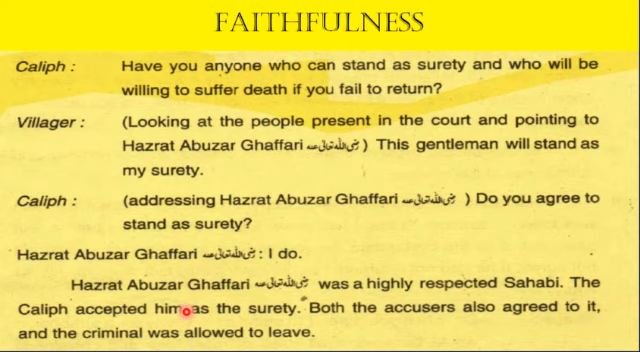 FAITHFULNESS
Caliph : Have you anyone who can stand as surety and who will be
willing to suffer death if you fail to return?
Villager : (Looking at the people present in the court and pointing to
Hazrat Abuzar Ghaffari رضی اللہ تعالیٰ عنہ ) This gentleman will stand as
my surety.
Caliph : (addressing Hazrat Abuzar Ghaffari رضی اللہ تعالیٰ عنہ ) Do you agree to
stand as surety?
Hazrat Abuzar Ghaffari رضی اللہ تعالیٰ عنہ : I do.
Hazrat Abuzar Ghaffari رضی اللہ تعالیٰ عنہ was a highly respected Sahabi. The
Caliph accepted him as the surety. Both the accusers also agreed to it,
and the criminal was allowed to leave.